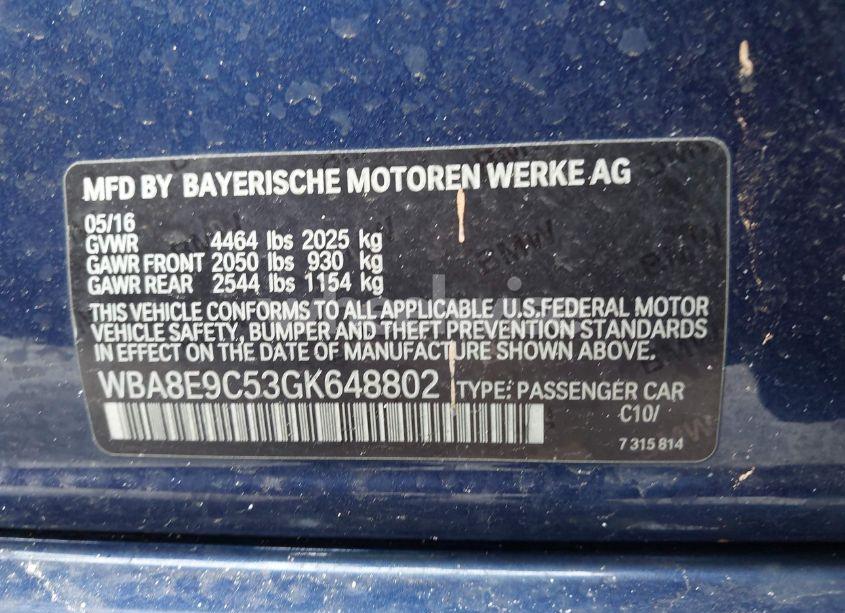 MFD BY BAYERISCHE MOTOREN WERKE AG
05/16
GVWR 4464 lbs 2025 kg
GAWR FRONT 2050 lbs 930 kg
GAWR REAR 2544 lbs 1154 kg
THIS VEHICLE CONFORMS TO ALL APPLICABLE U.S.FEDERAL MOTOR
VEHICLE SAFETY, BUMPER AND THEFT PREVENTION STANDARDS
IN EFFECT ON THE DATE OF MANUFACTURE SHOWN ABOVE.
WBA8E9C53GK648802 TYPE: PASSENGER CAR
C10/
7 315 814
BMW
BMW